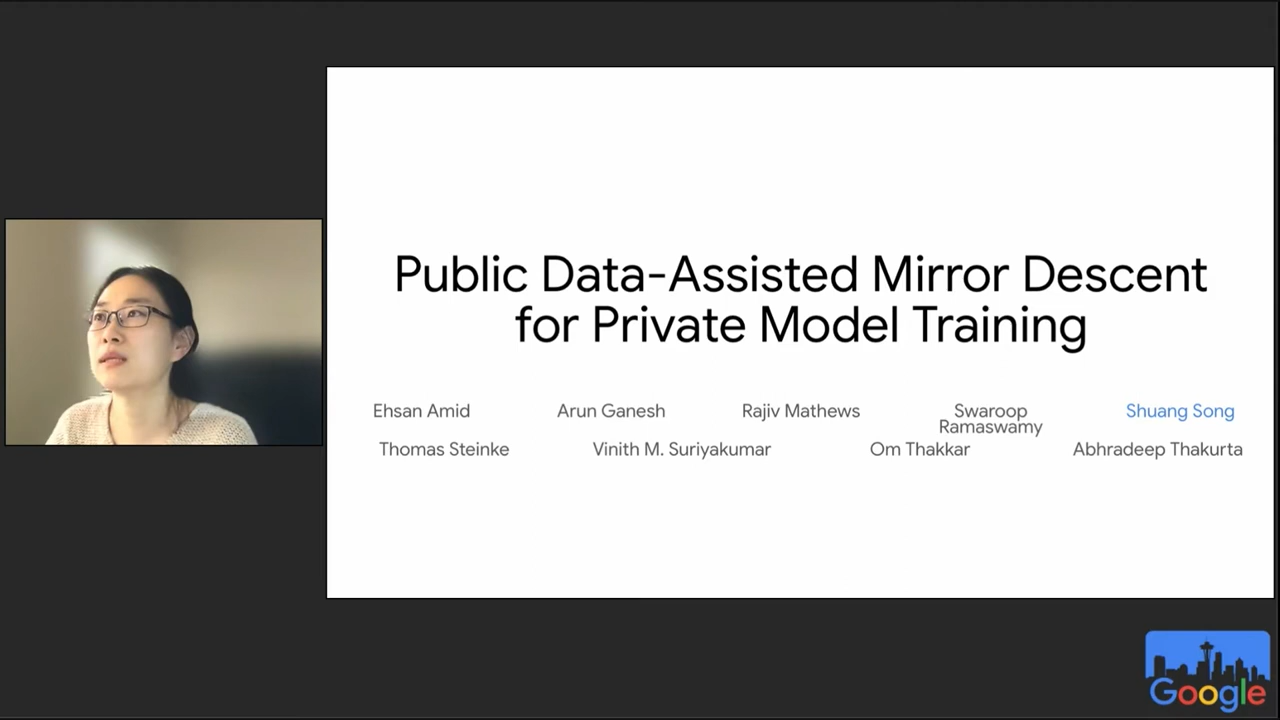 Public Data-Assisted Mirror Descent
for Private Model Training
Ehsan Amid Arun Ganesh Rajiv Mathews Swaroop Ramaswamy Shuang Song
Thomas Steinke Vinith M. Suriyakumar Om Thakkar Abhradeep Thakurta
Google